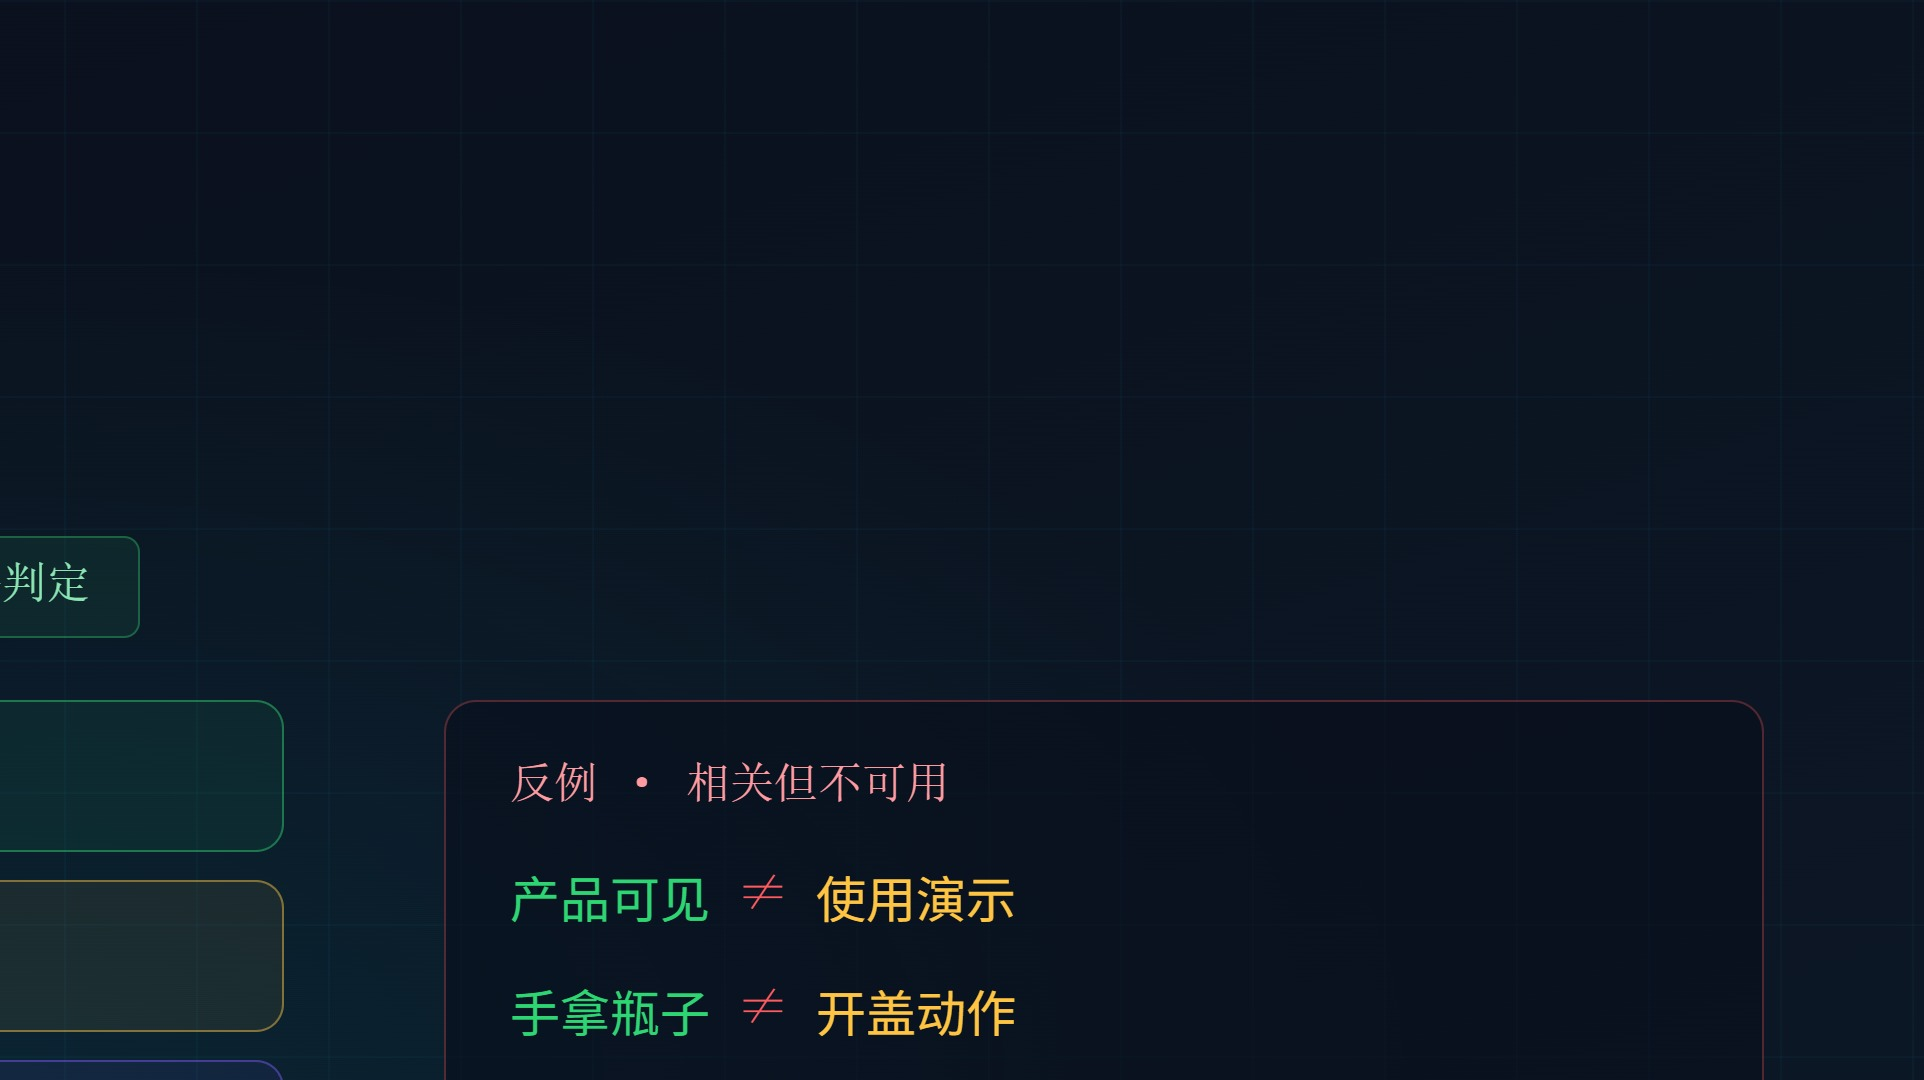 判定
反例 • 相关但不可用
产品可见 ≠ 使用演示
手拿瓶子 ≠ 开盖动作